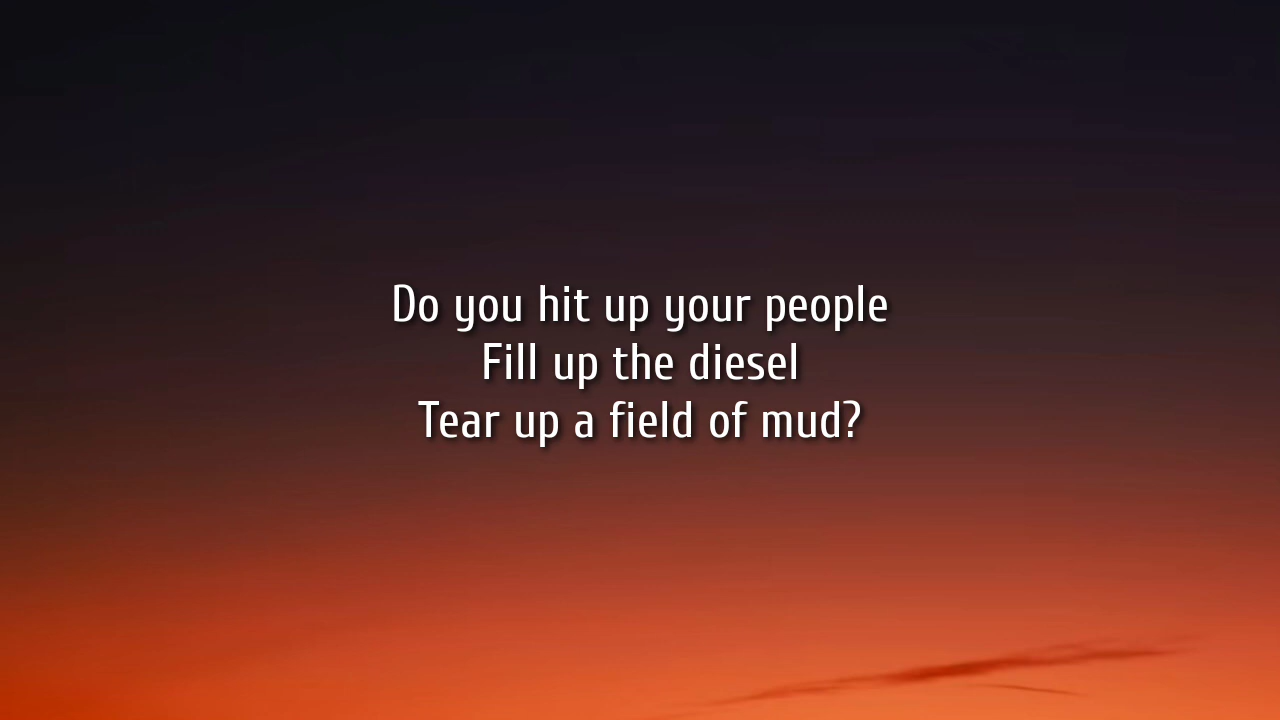 Do you hit up your people
Fill up the diesel
Tear up a field of mud?